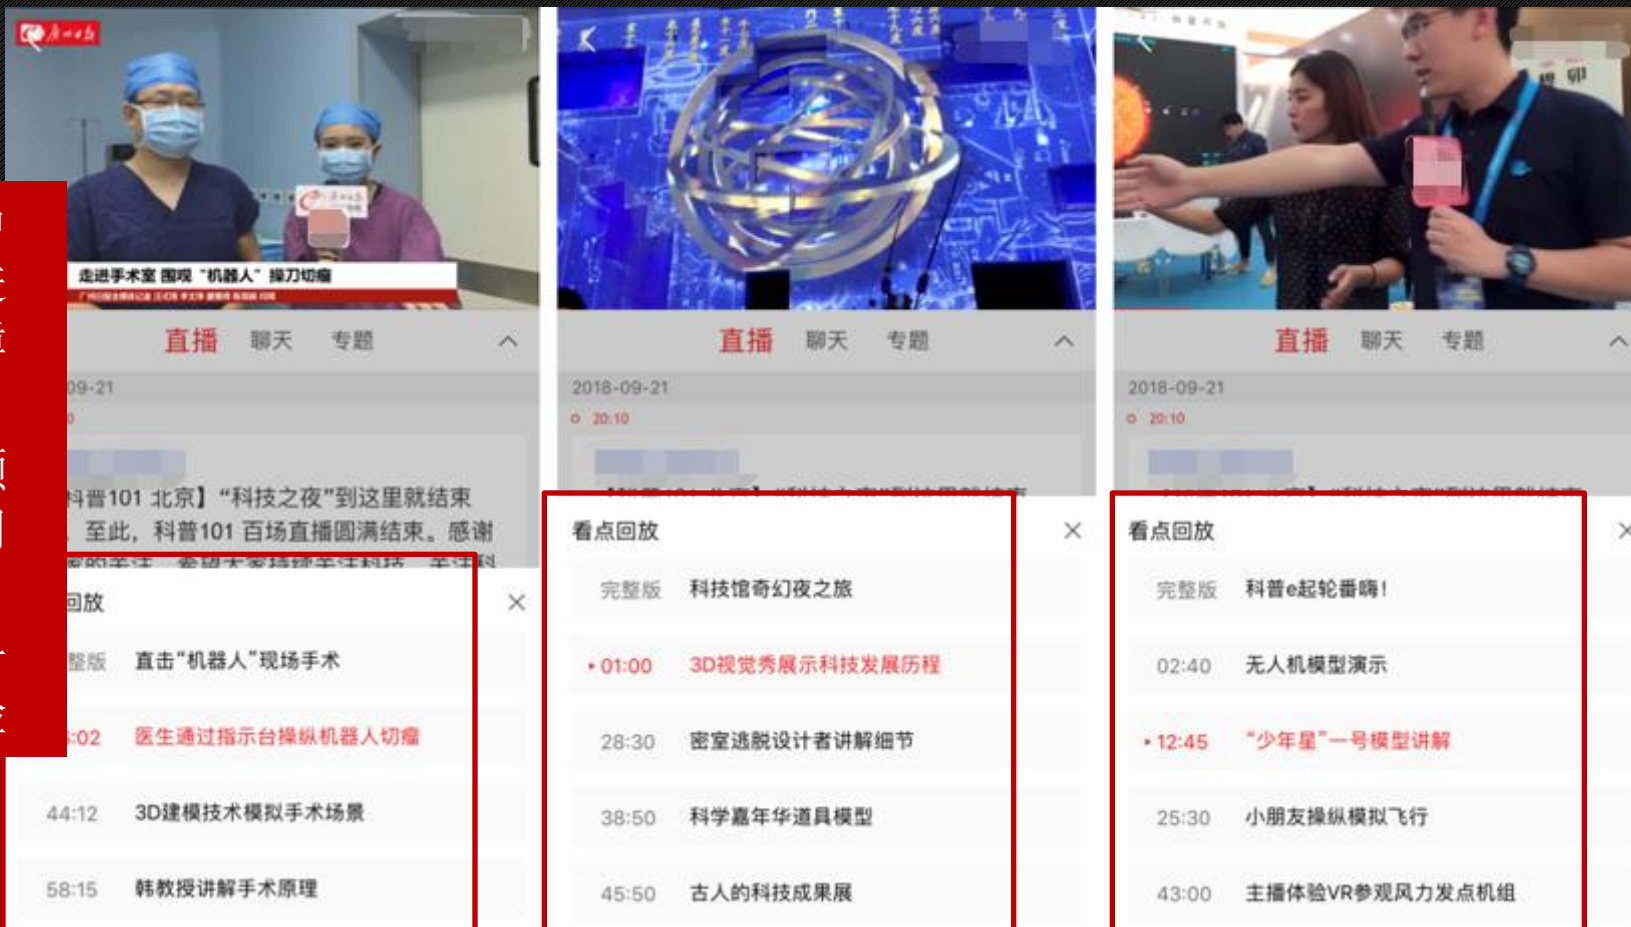 广州日报
走进手术室 围观 “机器人” 操刀切瘤
直播 聊天 专题
09-21
科普101 北京】“科技之夜”到这里就结束
至此，科普101 百场直播圆满结束。感谢
回放
整版 直击“机器人”现场手术
:02 医生通过指示台操纵机器人切瘤
44:12 3D建模技术模拟手术场景
58:15 韩教授讲解手术原理
直播 聊天 专题
2018-09-21
20:10
看点回放
完整版 科技馆奇幻夜之旅
01:00 3D视觉秀展示科技发展历程
28:30 密室逃脱设计者讲解细节
38:50 科学嘉年华道具模型
45:50 古人的科技成果展
榫卯
直播 聊天 专题
2018-09-21
20:10
看点回放
完整版 科普e起轮番嗨！
02:40 无人机模型演示
12:45 “少年星”一号模型讲解
25:30 小朋友操纵模拟飞行
43:00 主播体验VR参观风力发点机组